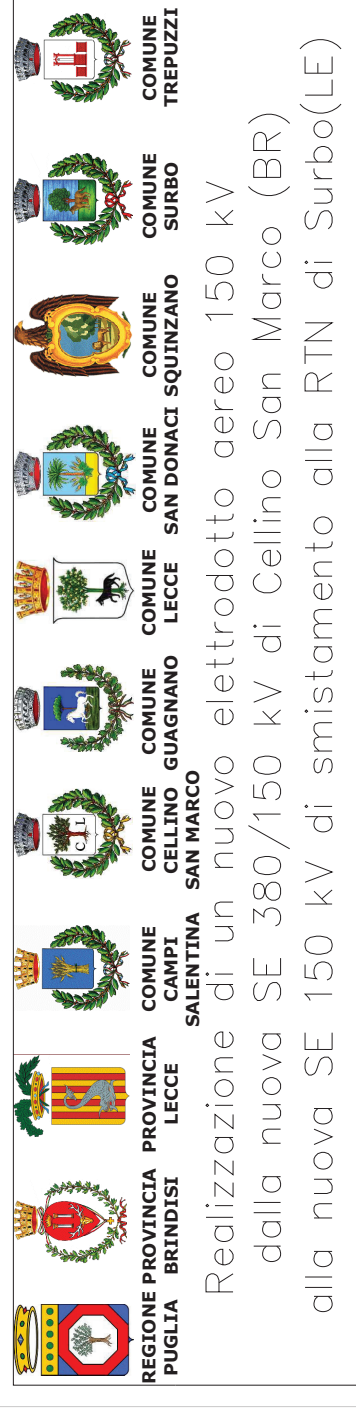 REGIONE PUGLIA
PROVINCIA BRINDISI
PROVINCIA LECCE
COMUNE CAMPI SALENTINA
COMUNE CELLINO SAN MARCO
C L
COMUNE GUAGNANO
COMUNE LECCE
COMUNE SAN DONACI
COMUNE SQUINZANO
COMUNE SURBO
COMUNE TREPUZZI
Realizzazione di un nuovo elettrodotto aereo 150 kV
dalla nuova SE 380/150 kV di Cellino San Marco (BR)
alla nuova SE 150 kV di smistamento alla RTN di Surbo(LE)